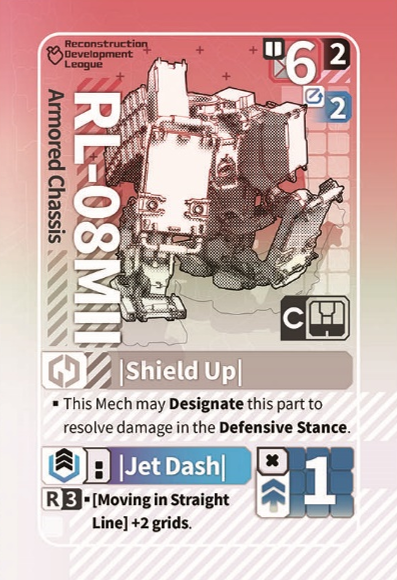 Reconstruction
Development
League
6
2
2
RL-08MII
Armored Chassis
C
|Shield Up|
▪ This Mech may Designate this part to
resolve damage in the Defensive Stance.
|Jet Dash|
1
R3 ▪ [Moving in Straight
Line] +2 grids.